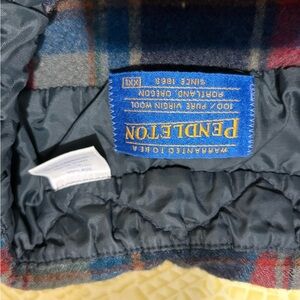 WARRANTED TO BE A
PENDLETON
100% PURE VIRGIN WOOL
PORTLAND, OREGON
SINCE 1863 XXL